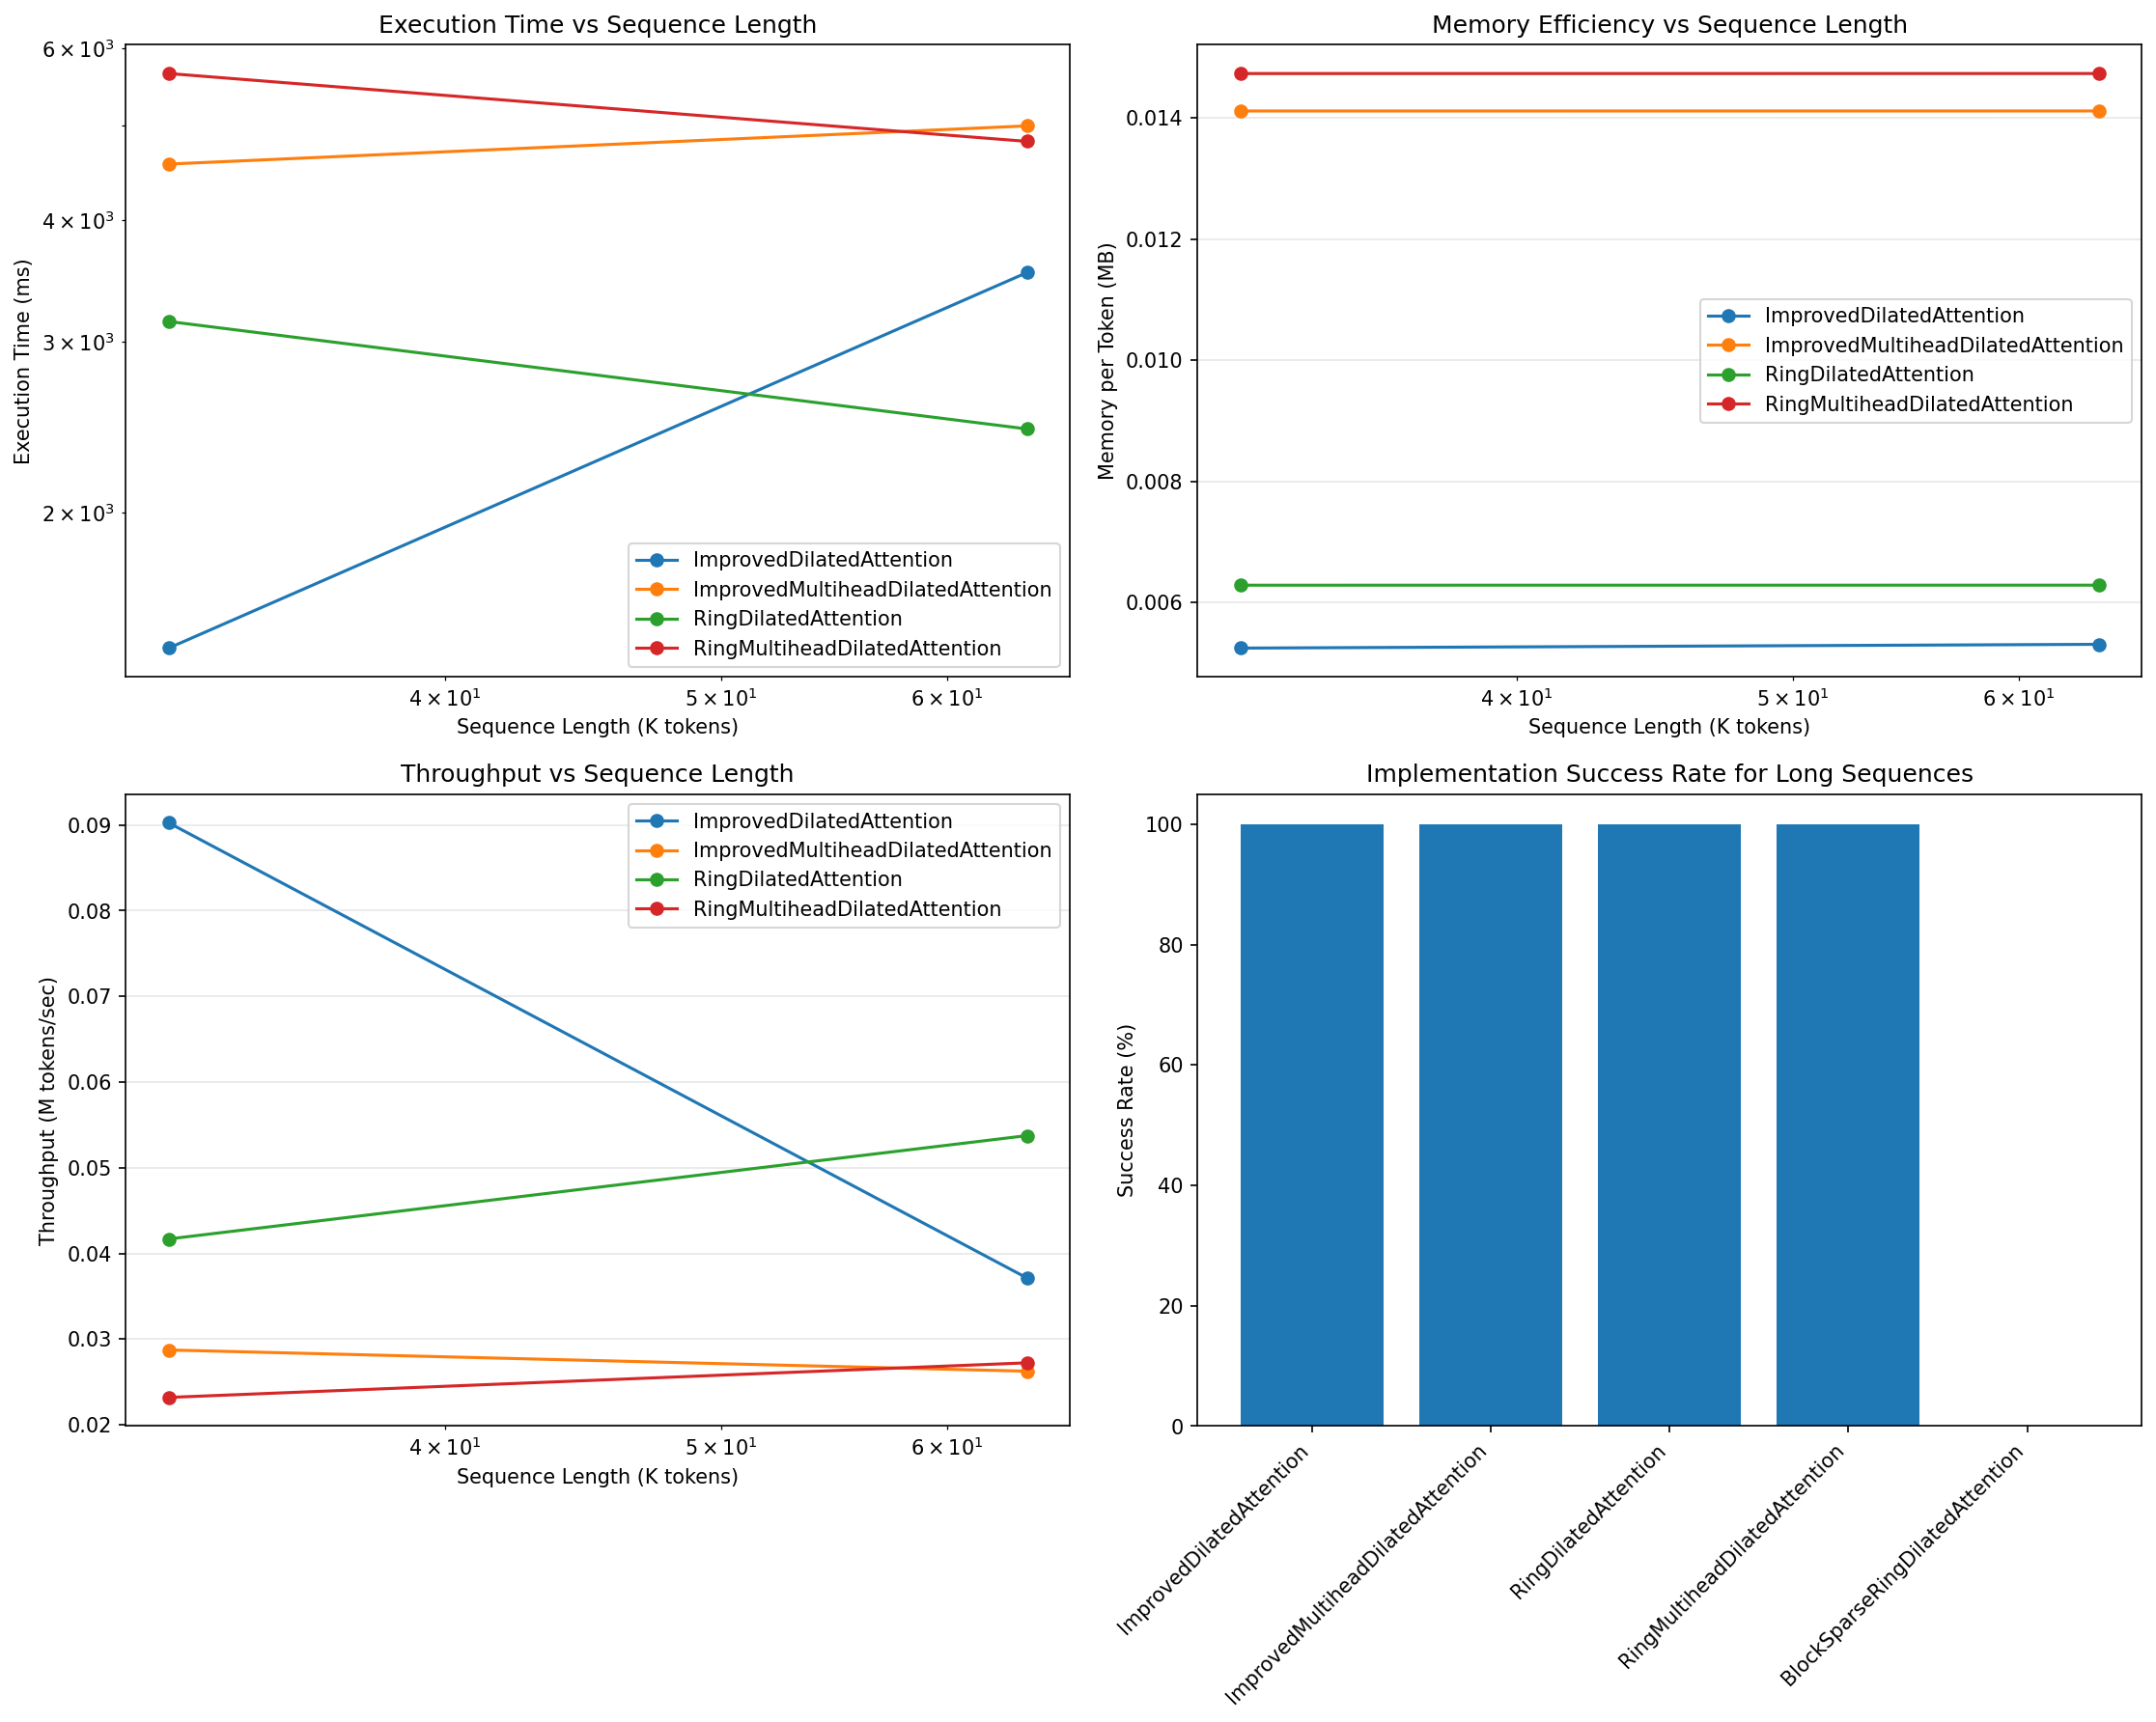 Execution Time vs Sequence Length
6 × 10³
4 × 10³
3 × 10³
2 × 10³
Execution Time (ms)
ImprovedDilatedAttention
ImprovedMultiheadDilatedAttention
RingDilatedAttention
RingMultiheadDilatedAttention
4 × 10¹
5 × 10¹
6 × 10¹
Sequence Length (K tokens)
Memory Efficiency vs Sequence Length
0.014
0.012
0.010
0.008
0.006
Memory per Token (MB)
ImprovedDilatedAttention
ImprovedMultiheadDilatedAttention
RingDilatedAttention
RingMultiheadDilatedAttention
4 × 10¹
5 × 10¹
6 × 10¹
Sequence Length (K tokens)
Throughput vs Sequence Length
0.09
0.08
0.07
0.06
0.05
0.04
0.03
0.02
Throughput (M tokens/sec)
ImprovedDilatedAttention
ImprovedMultiheadDilatedAttention
RingDilatedAttention
RingMultiheadDilatedAttention
4 × 10¹
5 × 10¹
6 × 10¹
Sequence Length (K tokens)
Implementation Success Rate for Long Sequences
100
80
60
40
20
0
Success Rate (%)
ImprovedDilatedAttention
ImprovedMultiheadDilatedAttention
RingDilatedAttention
RingMultiheadDilatedAttention
BlockSparseRingDilatedAttention